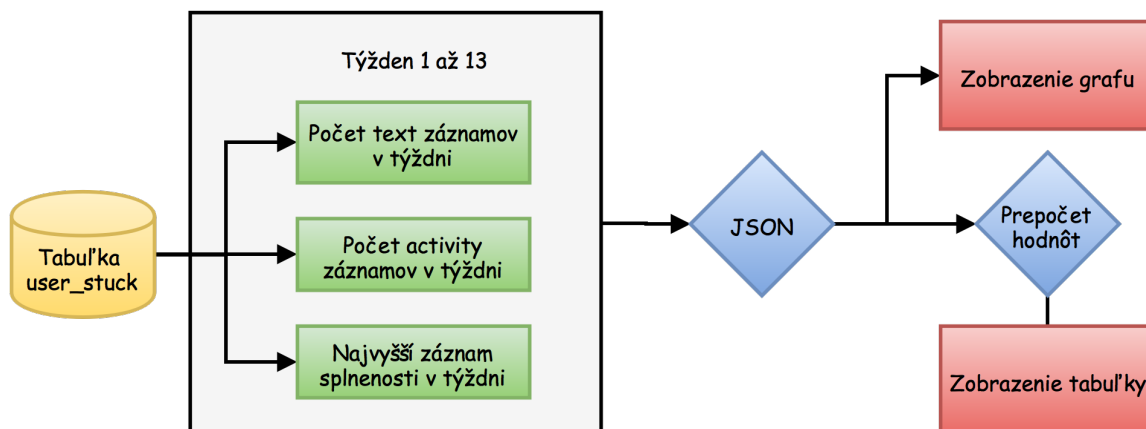 Týžden 1 až 13
Počet text záznamov
v týždni
Počet activity
záznamov v týždni
Najvyšší záznam
splnenosti v týždni
Tabuľka
user_stuck
JSON
Zobrazenie grafu
Prepočet
hodnôt
Zobrazenie tabuľky